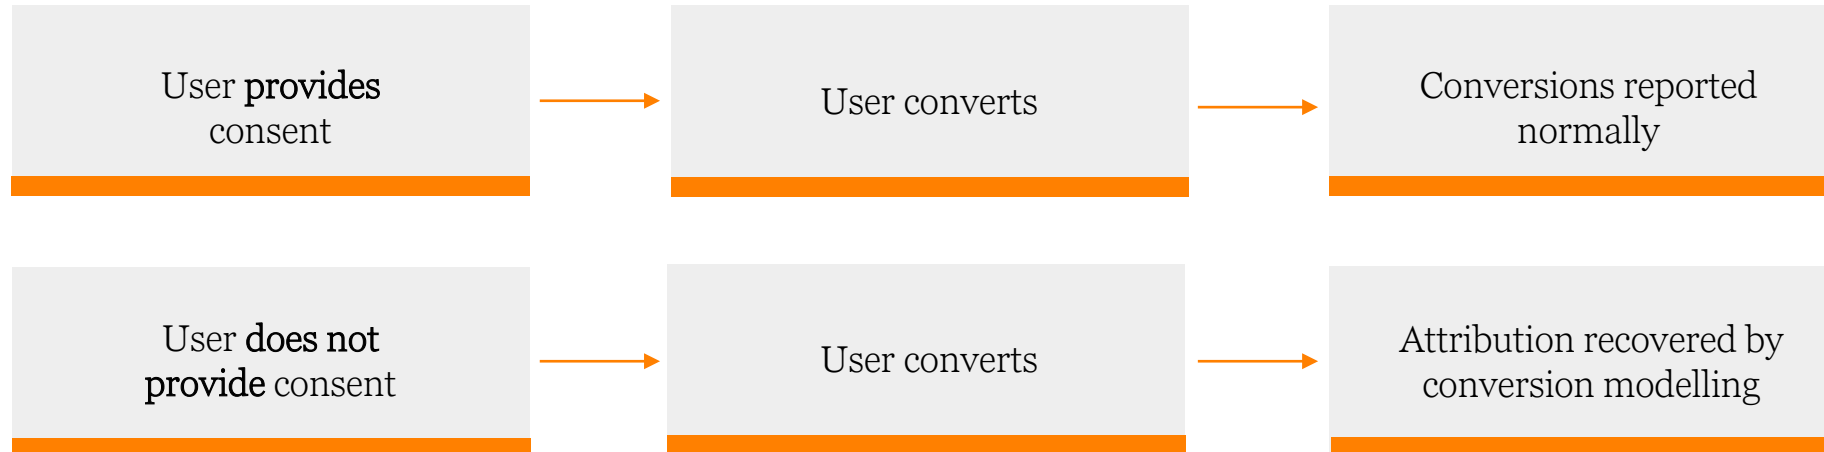 User provides
consent
User converts
Conversions reported
normally
User does not
provide consent
User converts
Attribution recovered by
conversion modelling